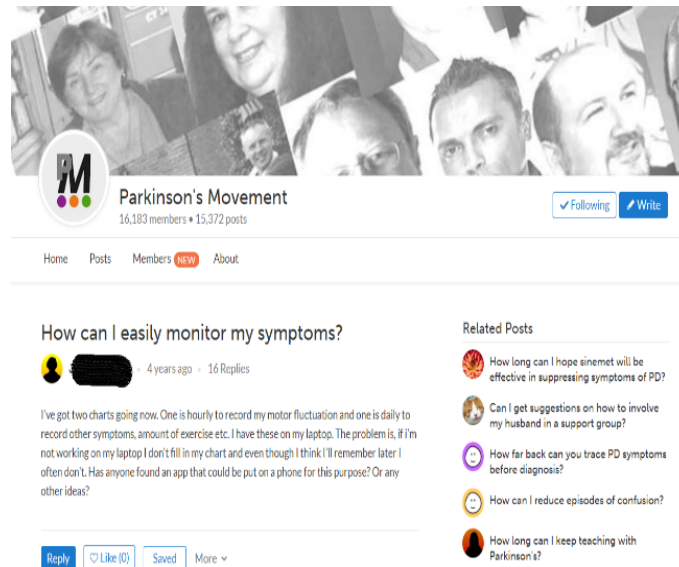 PM
Parkinson's Movement
16,183 members • 15,372 posts
Following
Write
Home Posts Members NEW About
How can I easily monitor my symptoms?
4 years ago 16 Replies
I've got two charts going now. One is hourly to record my motor fluctuation and one is daily to
record other symptoms, amount of exercise etc. I have these on my laptop. The problem is, if i'm
not working on my laptop I don't fill in my chart and even though I think I'll remember later I
often don't. Has anyone found an app that could be put on a phone for this purpose? Or any
other ideas?
Reply Like (0) Saved More
Related Posts
How long can I hope sinemet will be
effective in suppressing symptoms of PD?
Can I get suggestions on how to involve
my husband in a support group?
How far back can you trace PD symptoms
before diagnosis?
How can I reduce episodes of confusion?
How long can I keep teaching with
Parkinson's?